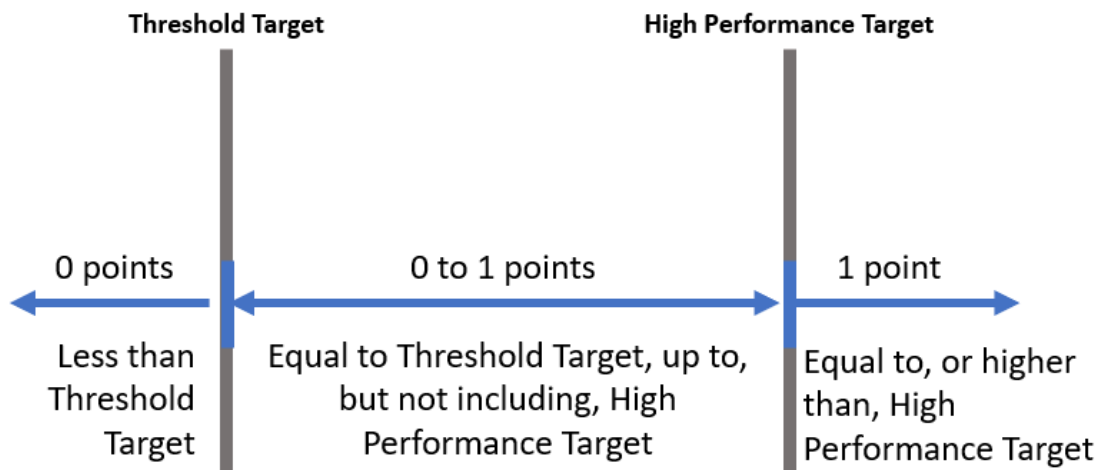 Threshold Target
High Performance Target
0 points
0 to 1 points
1 point
Less than
Threshold
Target
Equal to Threshold Target, up to,
but not including, High
Performance Target
Equal to, or higher
than, High
Performance Target